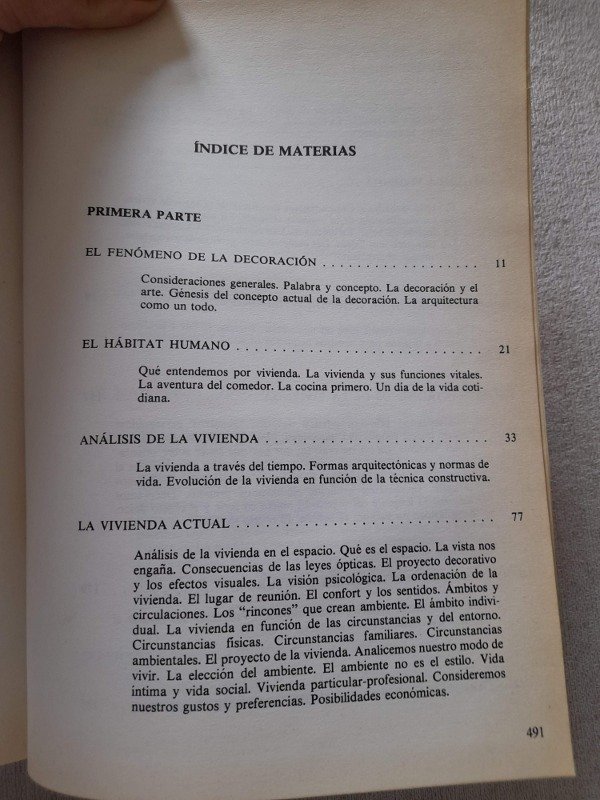 ÍNDICE DE MATERIAS
PRIMERA PARTE
EL FENÓMENO DE LA DECORACIÓN . . . . . . . . . . . . . . . . . . 11
Consideraciones generales. Palabra y concepto. La decoración y el
arte. Génesis del concepto actual de la decoración. La arquitectura
como un todo.
EL HÁBITAT HUMANO . . . . . . . . . . . . . . . . . . . . . . . . . . . . 21
Qué entendemos por vivienda. La vivienda y sus funciones vitales.
La aventura del comedor. La cocina primero. Un día de la vida coti-
diana.
ANÁLISIS DE LA VIVIENDA . . . . . . . . . . . . . . . . . . . . . . . . . 33
La vivienda a través del tiempo. Formas arquitectónicas y normas de
vida. Evolución de la vivienda en función de la técnica constructiva.
LA VIVIENDA ACTUAL . . . . . . . . . . . . . . . . . . . . . . . . . . . . 77
Análisis de la vivienda en el espacio. Qué es el espacio. La vista nos
engaña. Consecuencias de las leyes ópticas. El proyecto decorativo
y los efectos visuales. La visión psicológica. La ordenación de la
vivienda. El lugar de reunión. El confort y los sentidos. Ámbitos y
circulaciones. Los “rincones” que crean ambiente. El ámbito indivi-
dual. La vivienda en función de las circunstancias y del entorno.
Circunstancias físicas. Circunstancias familiares. Circunstancias
ambientales. El proyecto de la vivienda. Analicemos nuestro modo de
vivir. La elección del ambiente. El ambiente no es el estilo. Vida
íntima y vida social. Vivienda particular-profesional. Consideremos
nuestros gustos y preferencias. Posibilidades económicas.
491